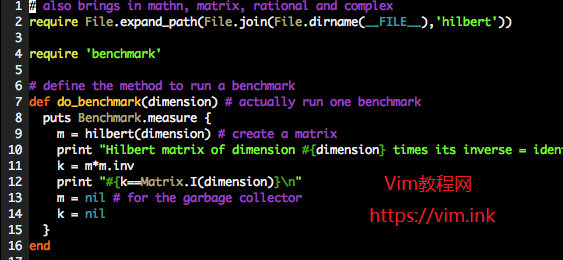 1 # also brings in mathn, matrix, rational and complex
2 require File.expand_path(File.join(File.dirname(__FILE__),'hilbert'))
3
4 require 'benchmark'
5
6 # define the method to run a benchmark
7 def do_benchmark(dimension) # actually run one benchmark
8   puts Benchmark.measure {
9     m = hilbert(dimension) # create a matrix
10     print "Hilbert matrix of dimension #{dimension} times its inverse = iden
11     k = m*m.inv
12     print "#{k==Matrix.I(dimension)}\n"
13     m = nil # for the garbage collector
14     k = nil
15   }
16 end
Vim教程网
https://vim.ink